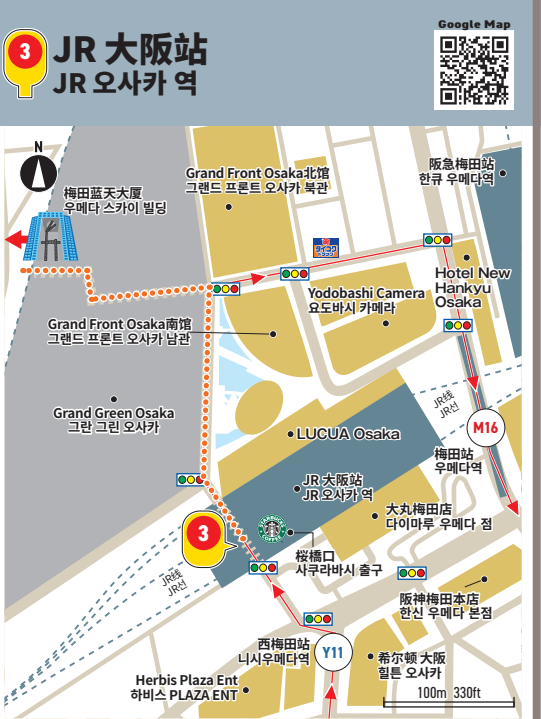 Google Map
3
JR 大阪站
JR 오사카 역
N
梅田蓝天大厦
우메다 스카이 빌딩
Grand Front Osaka北馆
그랜드 프론트 오사카 북관
阪急梅田站
한큐 우메다역
ダイコク
ドラッグ
Hotel New
Hankyu
Osaka
Yodobashi Camera
요도바시 카메라
Grand Front Osaka南馆
그랜드 프론트 오사카 남관
Grand Green Osaka
그란 그린 오사카
JR线
JR선
M16
LUCUA Osaka
梅田站
우메다역
JR 大阪站
JR 오사카 역
大丸梅田店
다이마루 우메다 점
3
STARBUCKS
COFFEE
桜橋口
사쿠라바시 출구
JR线
JR선
阪神梅田本店
한신 우메다 본점
西梅田站
니시우메다역
Y11
希尔顿 大阪
힐튼 오사카
Herbis Plaza Ent
하비스 PLAZA ENT
100m 330ft